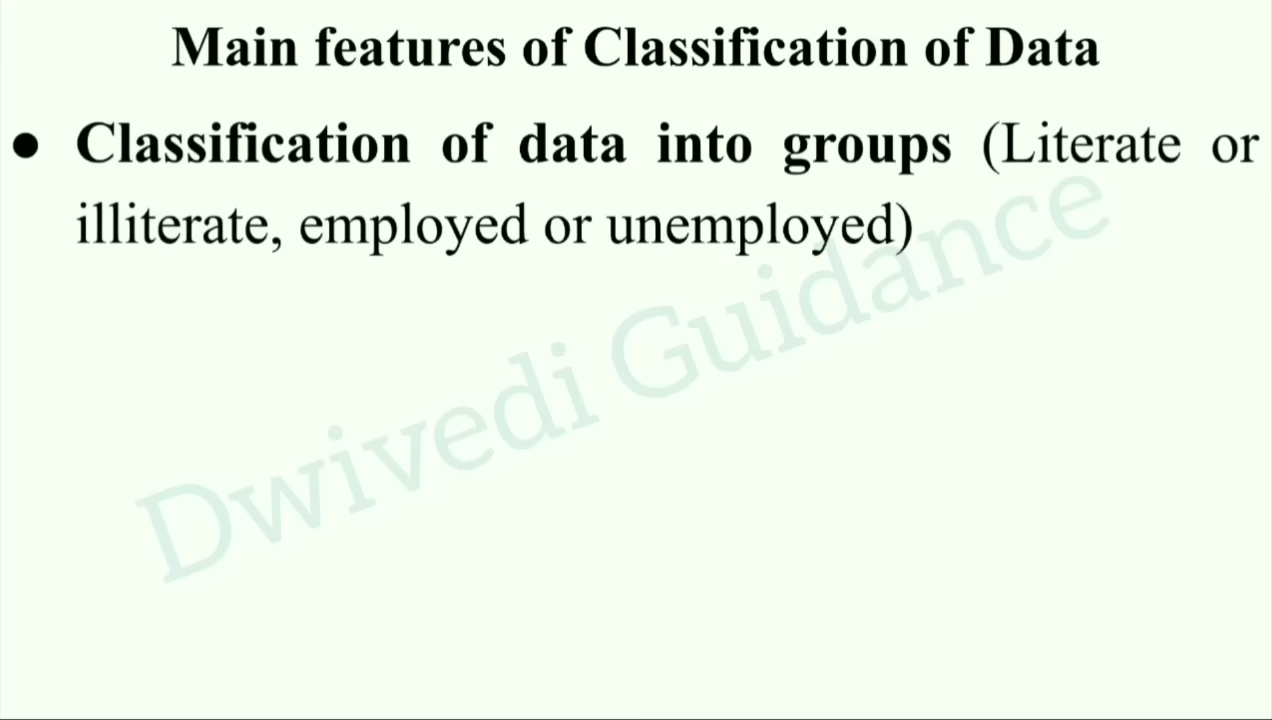 Main features of Classification of Data
● Classification of data into groups (Literate or
illiterate, employed or unemployed)
Dwivedi Guidance